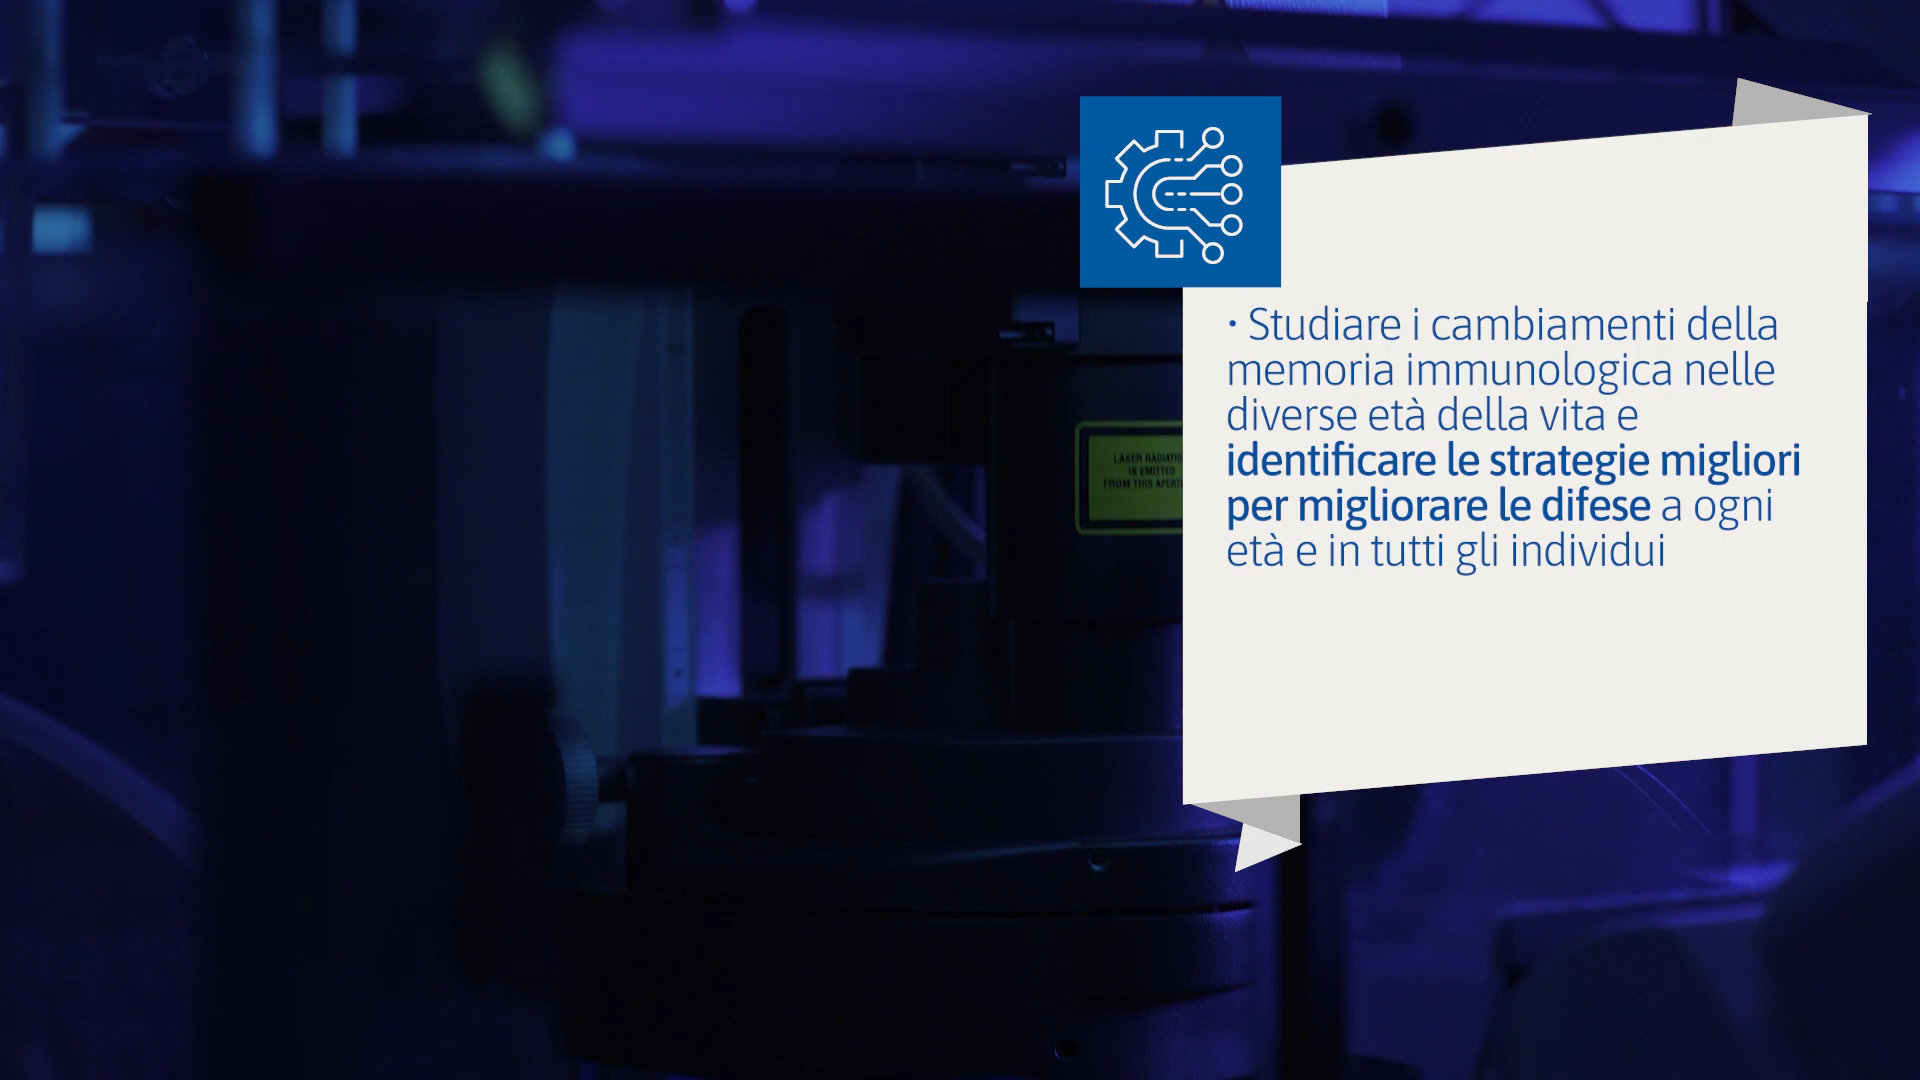 LASER RADIATION
IS EMITTED
FROM THIS
· Studiare i cambiamenti della
memoria immunologica nelle
diverse età della vita e
identificare le strategie migliori
per migliorare le difese a ogni
età e in tutti gli individui